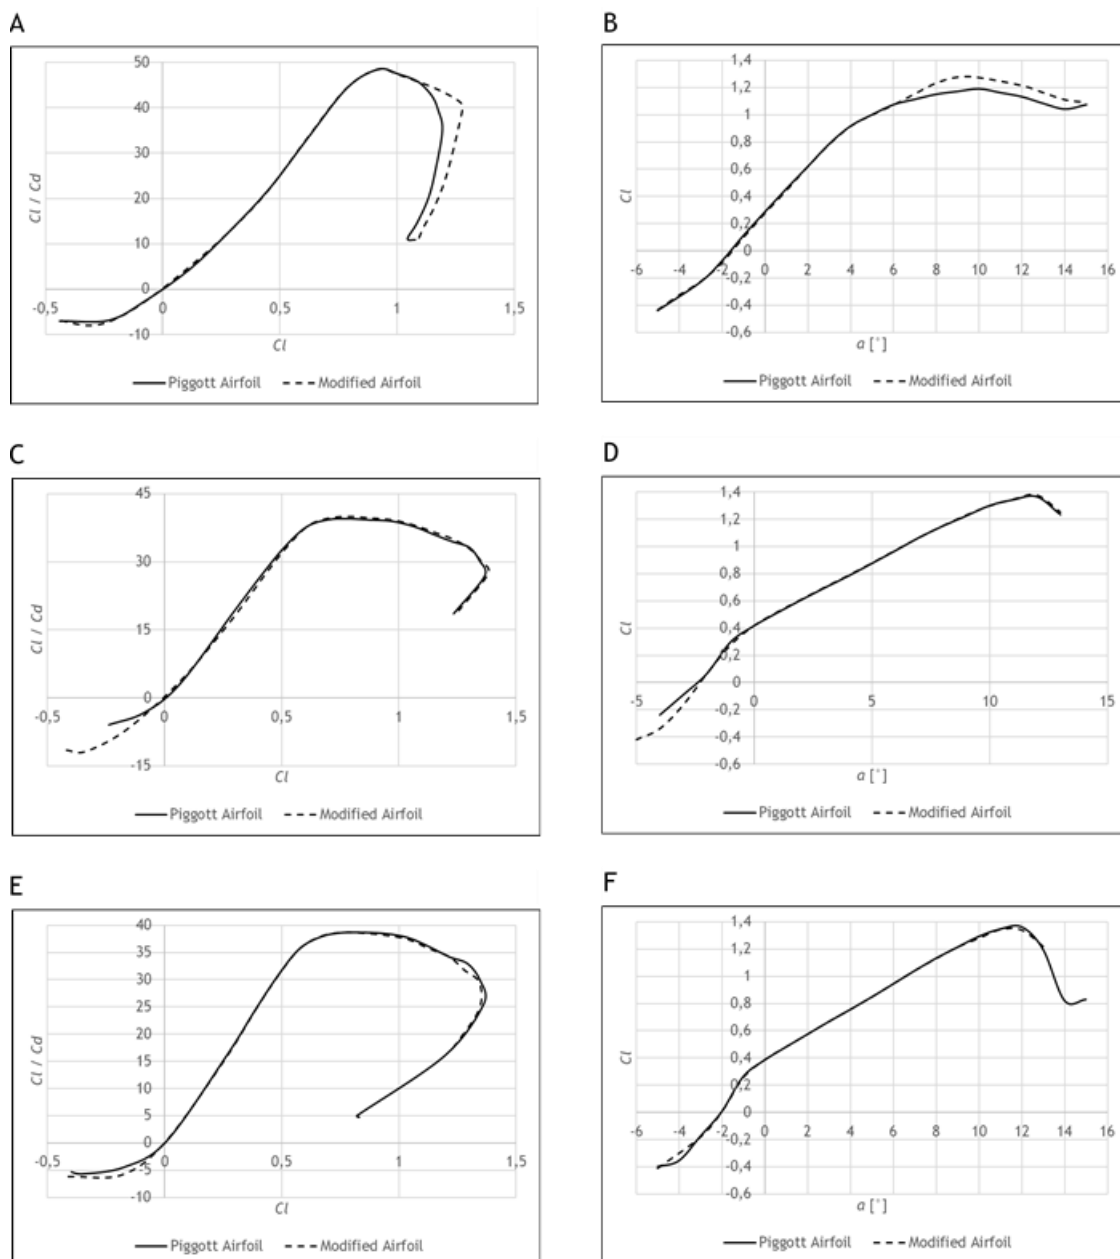 A
50
40
30
20
10
0
-10
-0,5
0
0,5
1
1,5
Cl / Cd
Cl
Piggott Airfoil
Modified Airfoil
B
1,4
1,2
1
0,8
0,6
0,4
0,2
0
-0,2
-0,4
-0,6
-6 -4 -2 0 2 4 6 8 10 12 14 16
Cl
a [°]
Piggott Airfoil
Modified Airfoil
C
45
30
15
0
-15
-0,5
0
0,5
1
1,5
Cl / Cd
Cl
Piggott Airfoil
Modified Airfoil
D
1,4
1,2
1
0,8
0,6
0,4
0,2
0
-0,2
-0,4
-0,6
-5 0 5 10 15
Cl
a [°]
Piggott Airfoil
Modified Airfoil
E
40
35
30
25
20
15
10
5
0
-5
-10
-0,5
0
0,5
1
1,5
Cl / Cd
Cl
Piggott Airfoil
Modified Airfoil
F
1,4
1,2
1
0,8
0,6
0,4
0,2
0
-0,2
-0,4
-0,6
-6 -4 -2 0 2 4 6 8 10 12 14 16
Cl
a [°]
Piggott Airfoil
Modified Airfoil